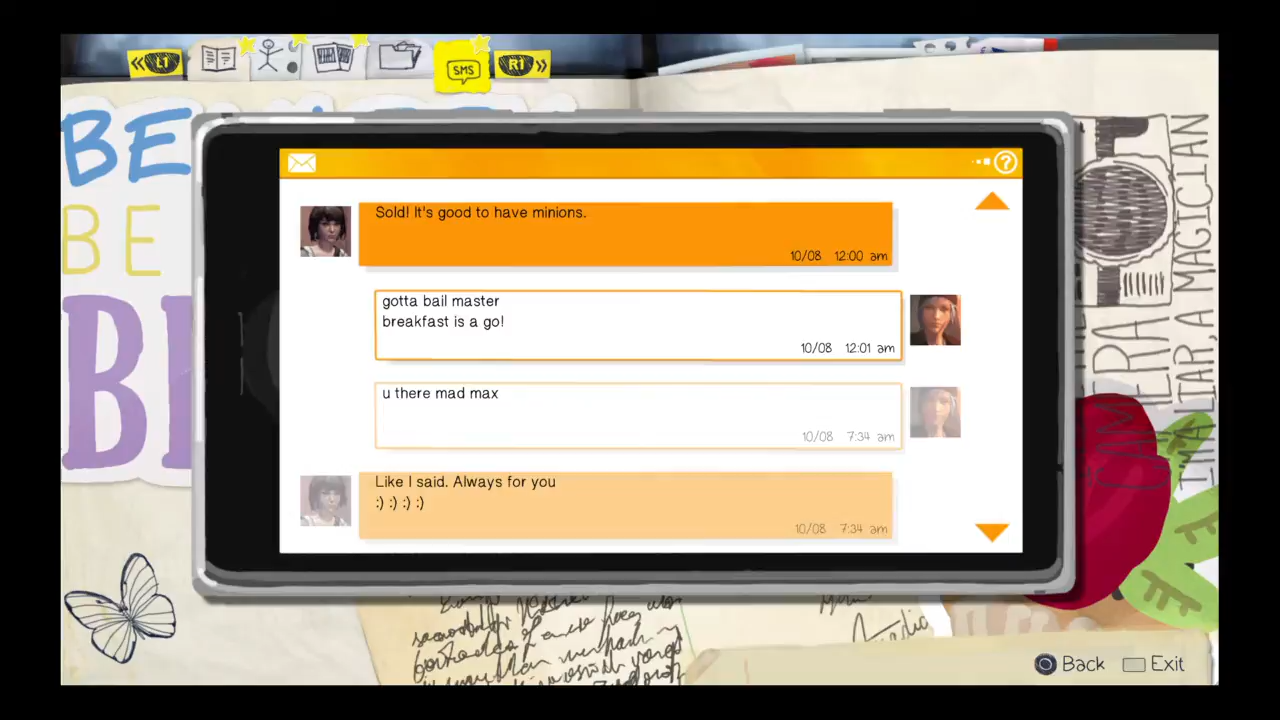 L1
SMS
R1
BE
BE
BE
Sold! It's good to have minions.
10/08 12:00 am
gotta bail master
breakfast is a go!
10/08 12:01 am
u there mad max
10/08 7:34 am
Like I said. Always for you
:) :) :) :)
10/08 7:34 am
?
CAMERA
LIAR, A MAGICIAN
Back
Exit